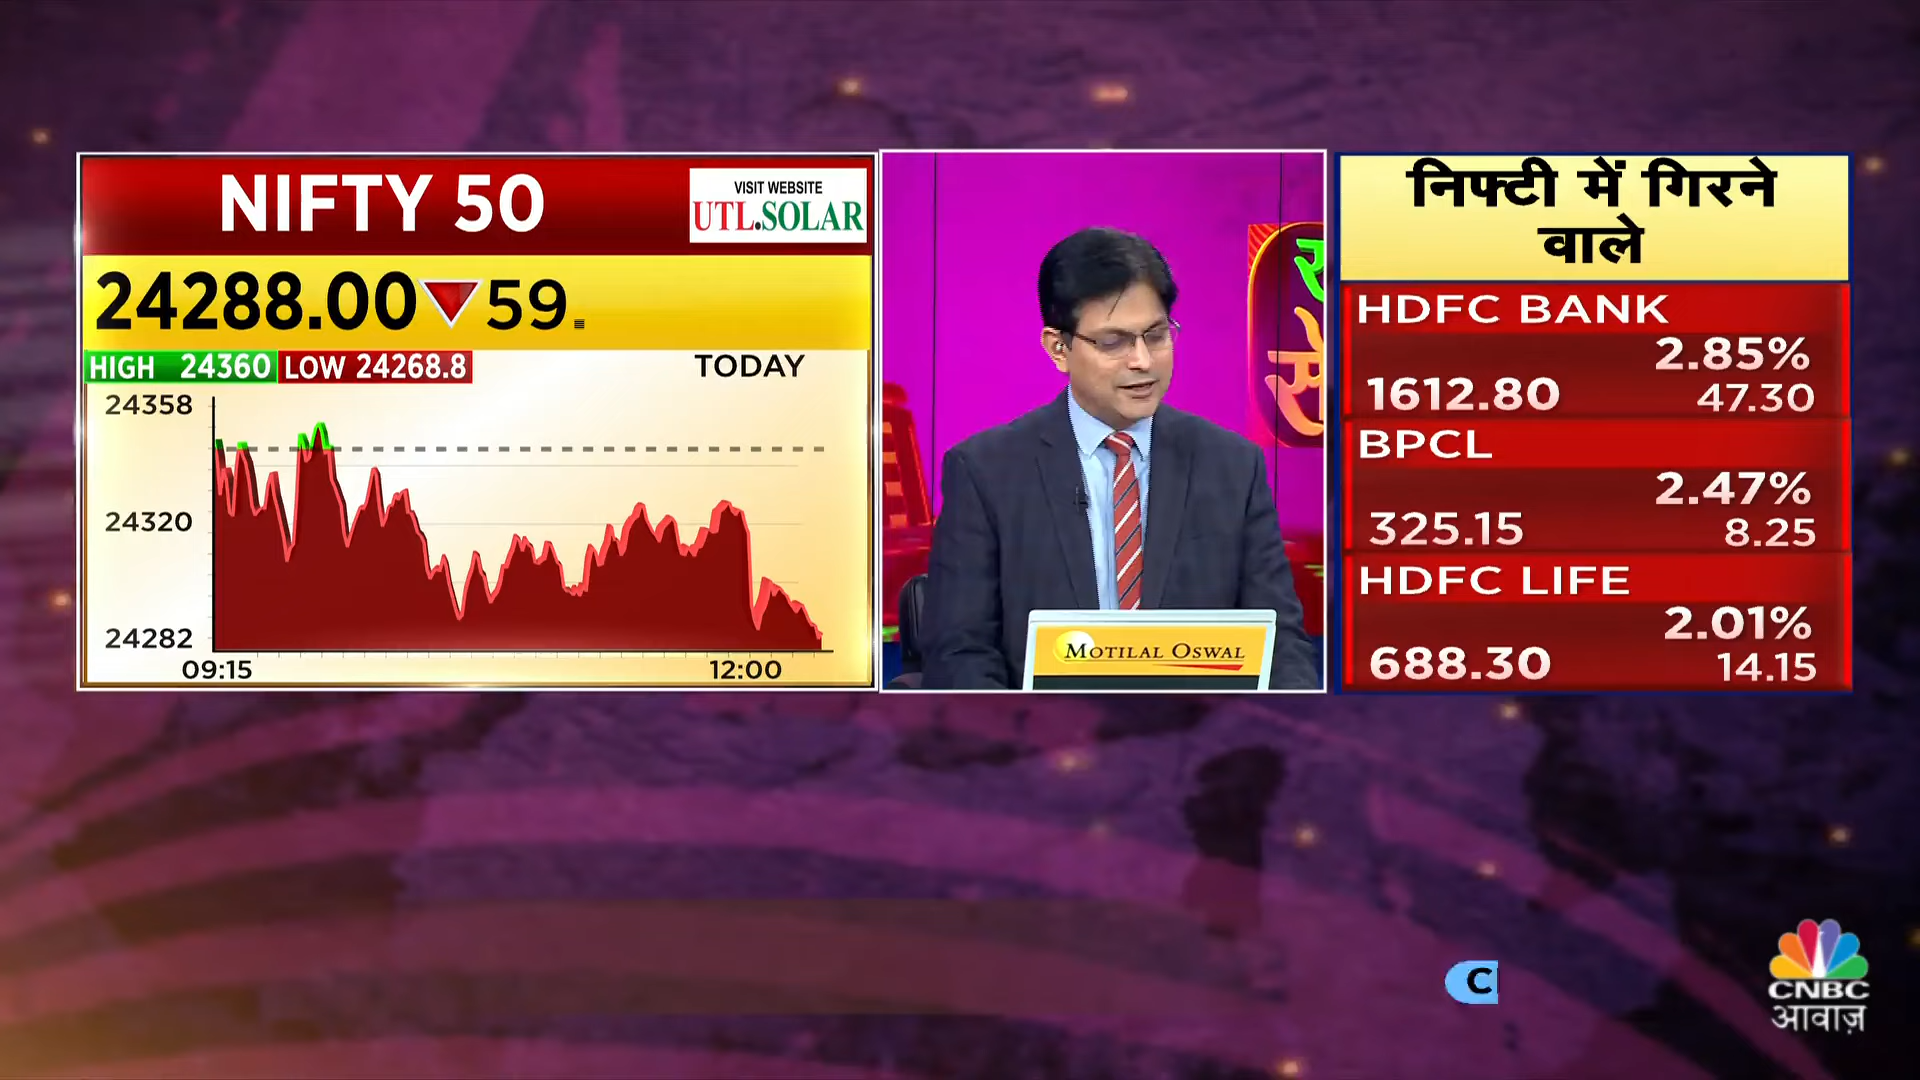 NIFTY 50
VISIT WEBSITE
UTL.SOLAR
24288.00 59.
HIGH 24360 LOW 24268.8
TODAY
24358
24320
24282
09:15 12:00
MOTILAL OSWAL
निफ्टी में गिरने
वाले
HDFC BANK
2.85%
1612.80 47.30
BPCL
2.47%
325.15 8.25
HDFC LIFE
2.01%
688.30 14.15
C
CNBC
आवाज़